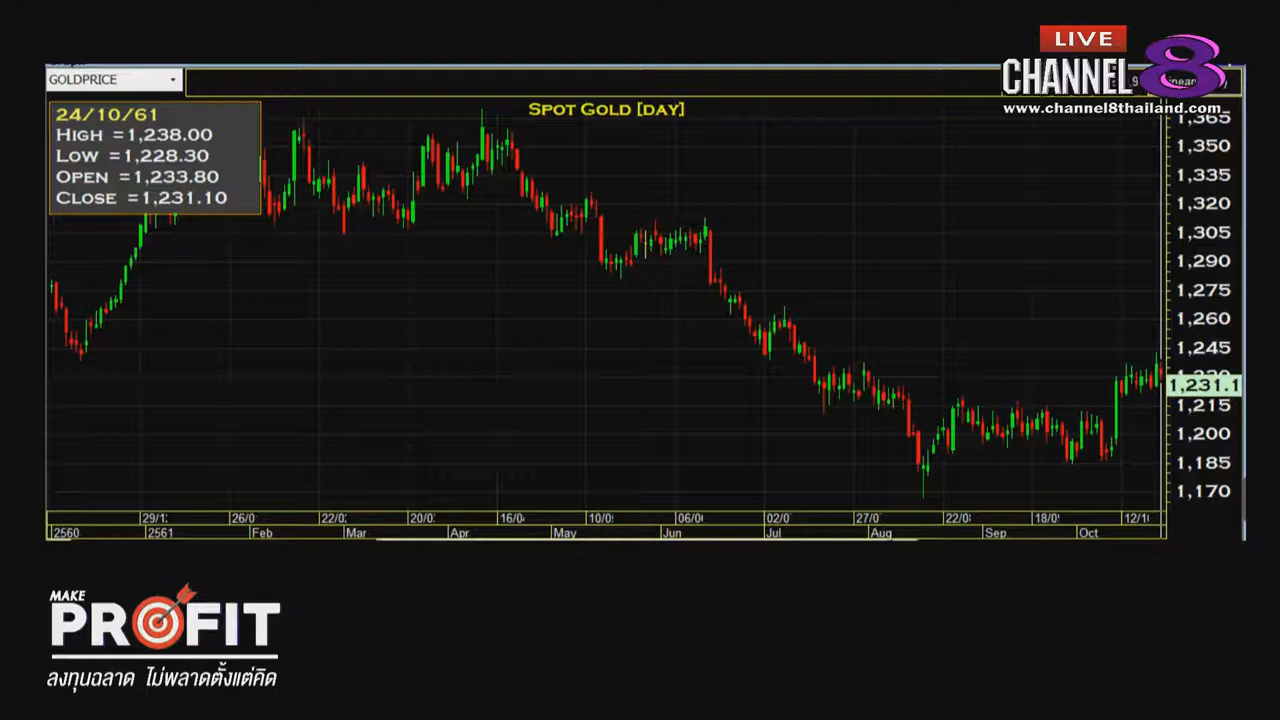 LIVE
CHANNEL 8
www.channel8thailand.com
GOLDPRICE
SPOT GOLD [DAY]
24/10/61
HIGH =1,238.00
LOW =1,228.30
OPEN =1,233.80
CLOSE =1,231.10
1,365
1,350
1,335
1,320
1,305
1,290
1,275
1,260
1,245
1,231.1
1,215
1,200
1,185
1,170
26/0 22/0 20/0 16/0 10/0 06/0 02/0 27/0 22/0 18/0 12/1
2560 2561 Feb Mar Apr May Jun Jul Aug Sep Oct
MAKE
PROFIT
ลงทุนฉลาด ไม่พลาดตั้งแต่คิด